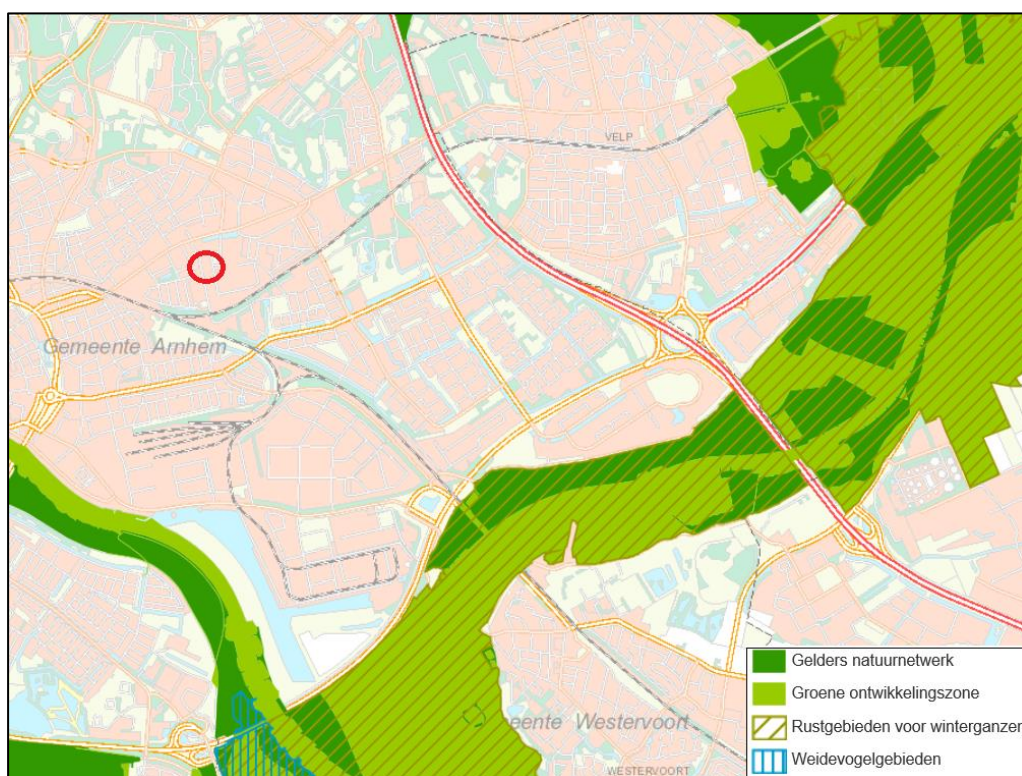 VELP
Gemeente Arnhem
Gelders natuurnetwerk
Groene ontwikkelingszone
Rustgebieden voor winterganzen
eente Westervoort
Weidevogelgebieden
WESTERVOORT